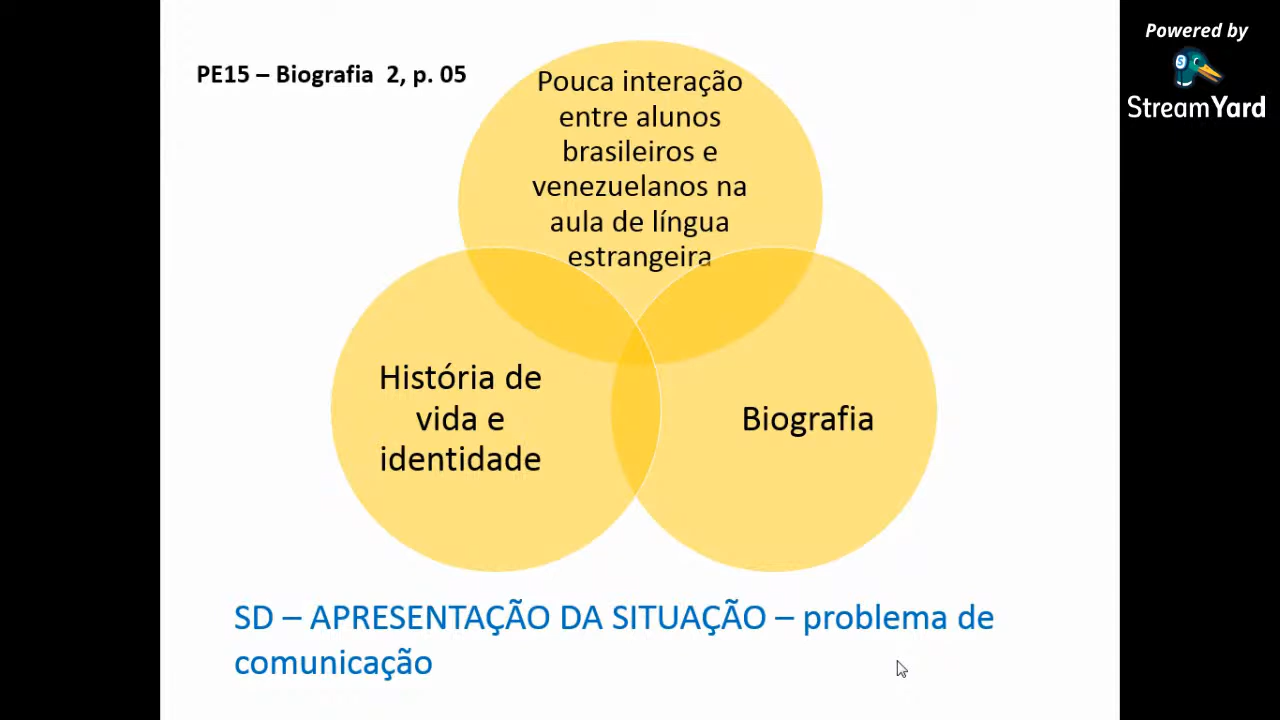 PE15 – Biografia  2, p. 05
Powered by
StreamYard
Pouca interação
entre alunos
brasileiros e
venezuelanos na
aula de língua
estrangeira
História de
vida e
identidade
Biografia
SD – APRESENTAÇÃO DA SITUAÇÃO – problema de
comunicação